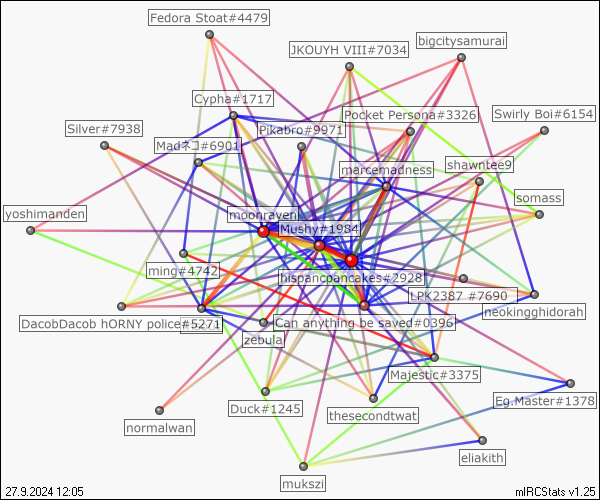 Fedora Stoat#4479
bigcitysamurai
JKOUYH VIII#7034
Cypha#1717
Pocket Persona#3326
Swirly Boi#6154
Silver#7938
Pikabro#9971
Mad7コ#6901
marcemadness
shawntee9
somass
yoshimanden
moonraven
Mushy#1984
ming#4742
hispanopancakes#2928
LPK2387 #7690
neokingghidorah
DacobDacob hORNY police#5271
Can anything be saved#0396
zebular
Majestic#3375
Duck#1245
thesecondtwat
Eg.Master#1378
normalwan
eliakith
mukszi
27.9.2024 12:05
mIRCStats v1.25